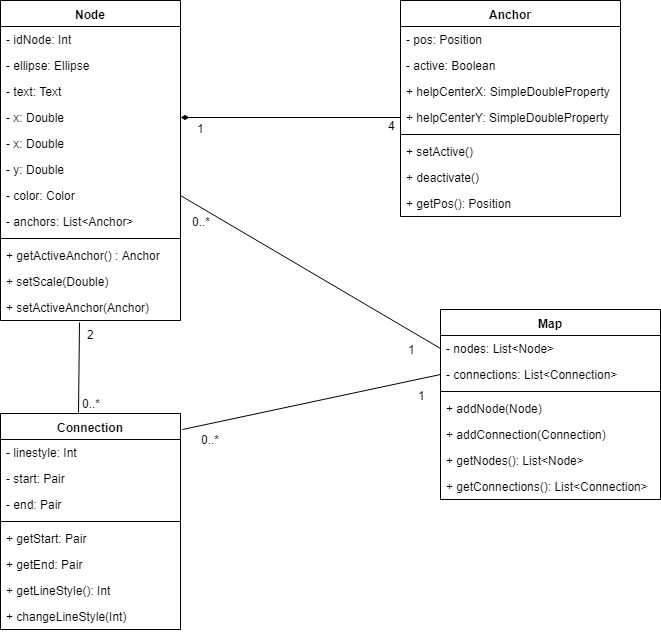 Node
- idNode: Int
- ellipse: Ellipse
- text: Text
- x: Double
- x: Double
- y: Double
- color: Color
- anchors: List<Anchor>
+ getActiveAnchor() : Anchor
+ setScale(Double)
+ setActiveAnchor(Anchor)
1
4
Anchor
- pos: Position
- active: Boolean
+ helpCenterX: SimpleDoubleProperty
+ helpCenterY: SimpleDoubleProperty
+ setActive()
+ deactivate()
+ getPos(): Position
0..*
1
2
0..*
Map
- nodes: List<Node>
- connections: List<Connection>
+ addNode(Node)
+ addConnection(Connection)
+ getNodes(): List<Node>
+ getConnections(): List<Connection>
1
0..*
Connection
- linestyle: Int
- start: Pair
- end: Pair
+ getStart: Pair
+ getEnd: Pair
+ getLineStyle(): Int
+ changeLineStyle(Int)